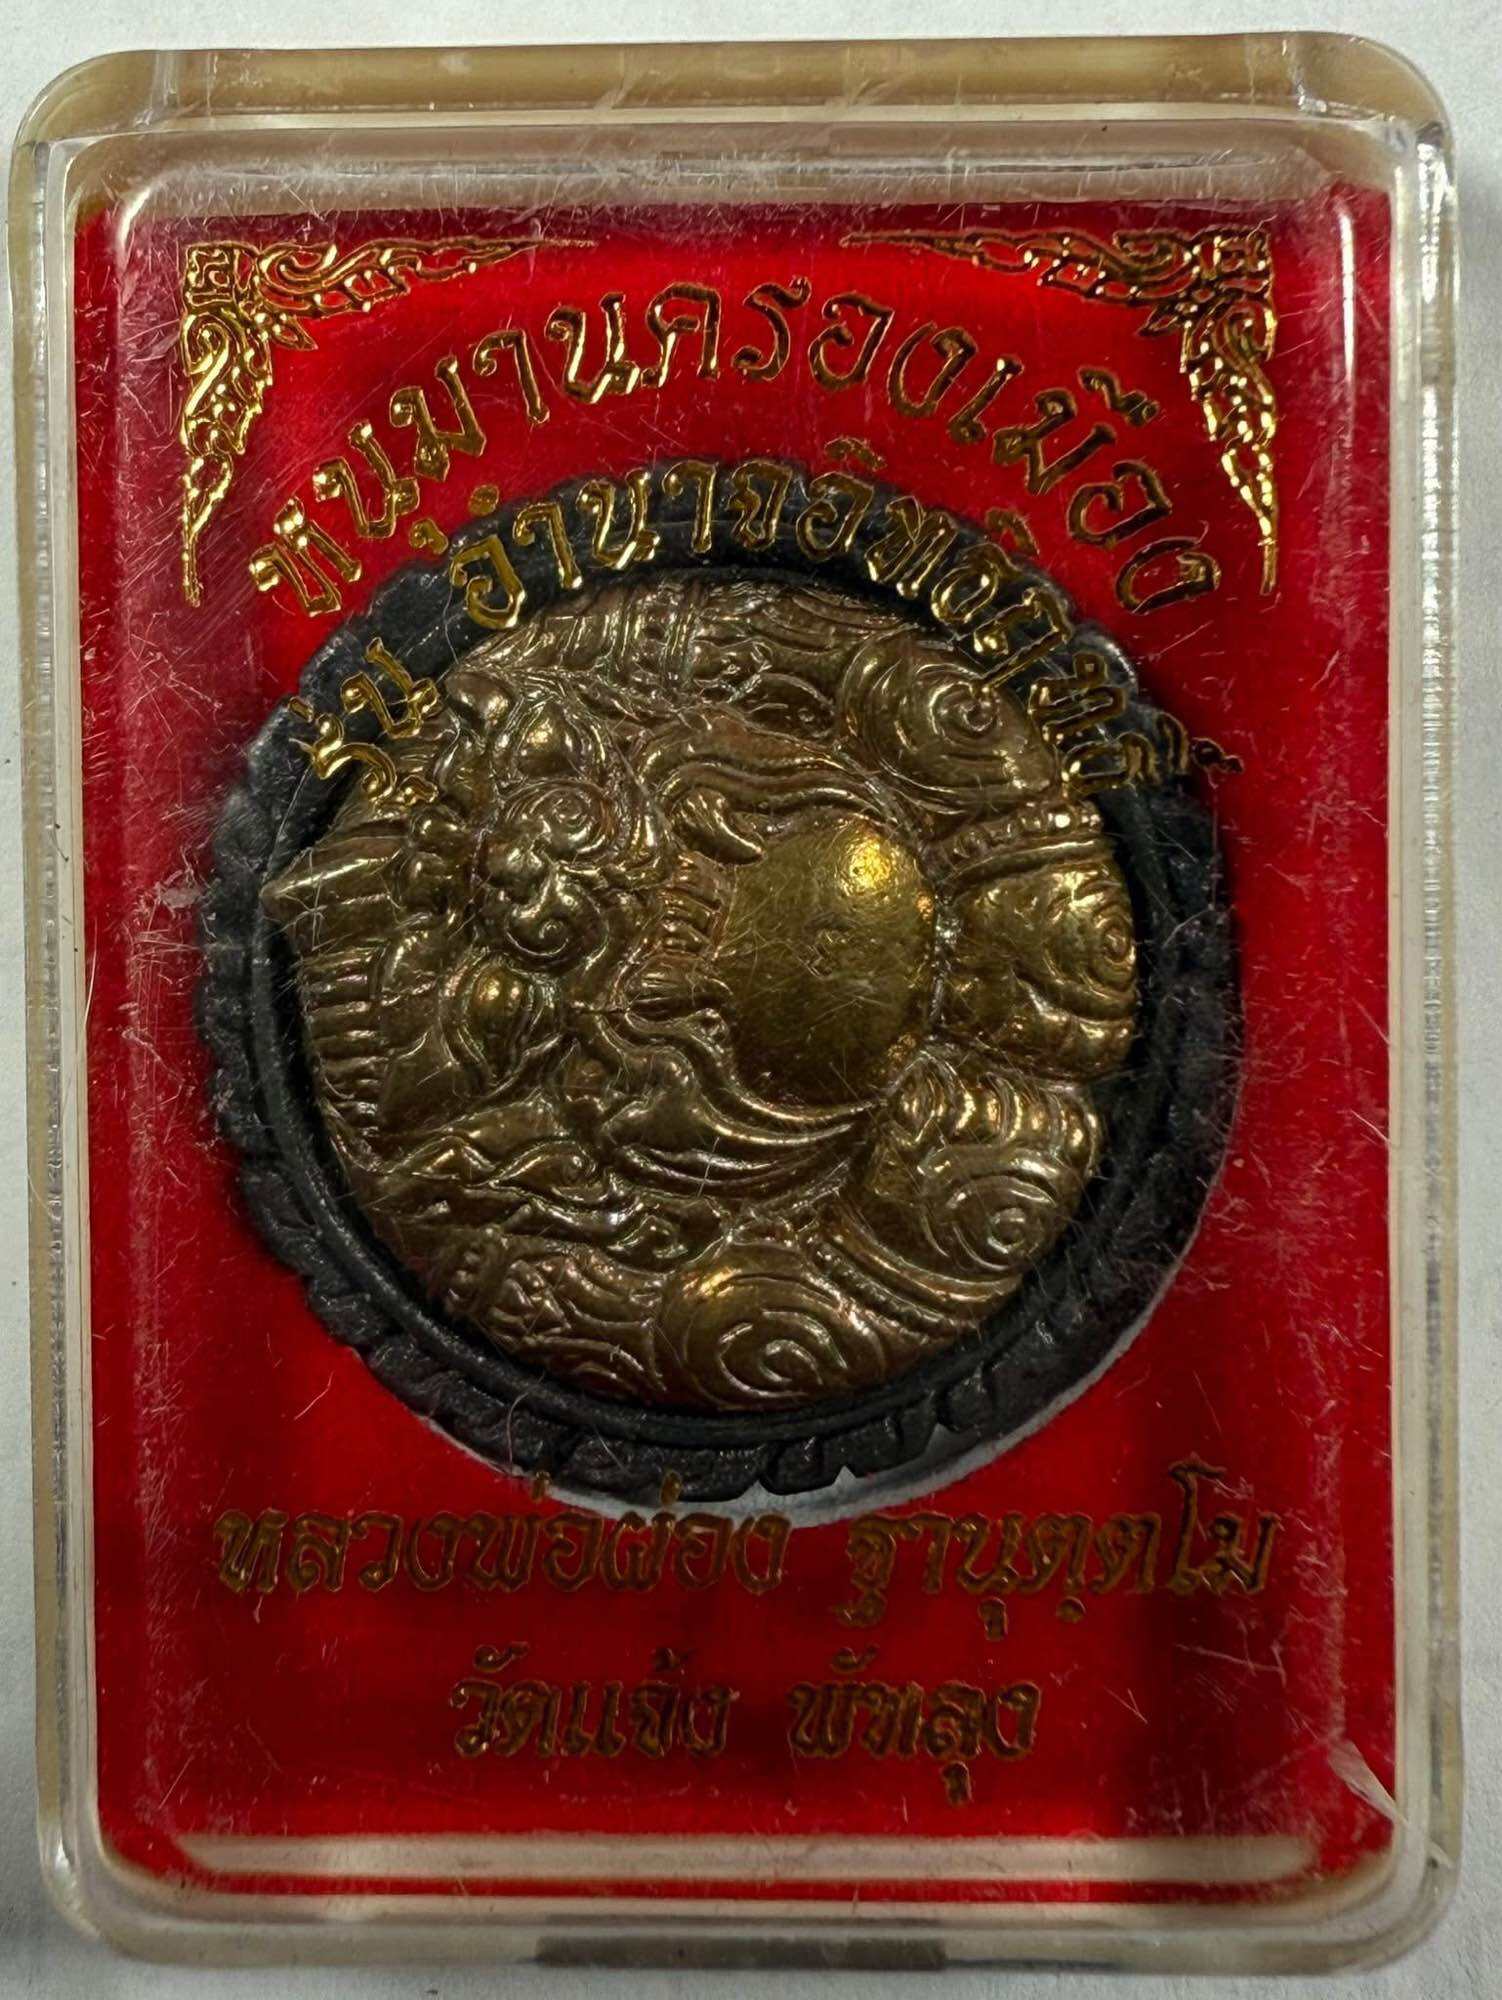 หนุมานครองเมือง
รุ่น อำนาจอิทธิฤทธิ์
หลวงพ่อผ่อง ฐานุตฺตโม
วัดแจ้ง พัทลุง